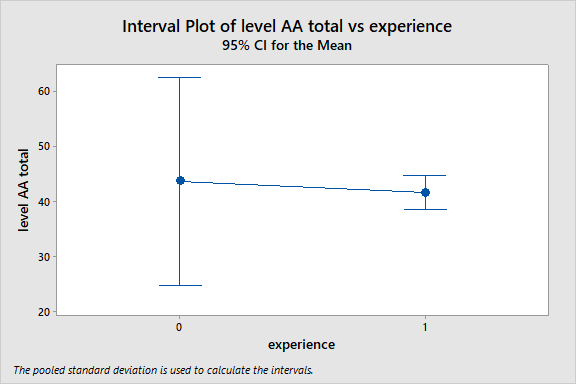 Interval Plot of level AA total vs experience
95% CI for the Mean
level AA total
60
50
40
30
20
0 1
experience
The pooled standard deviation is used to calculate the intervals.